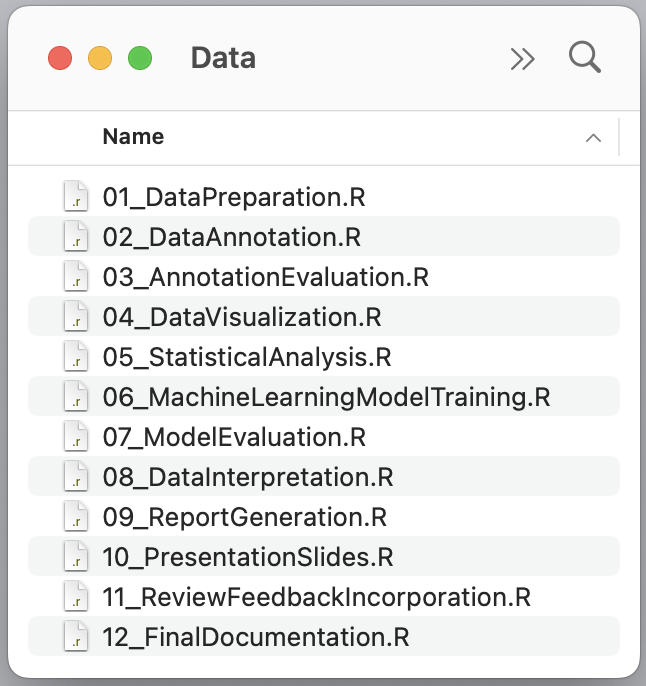 Data
Name
01_DataPreparation.R
02_DataAnnotation.R
03_AnnotationEvaluation.R
04_DataVisualization.R
05_StatisticalAnalysis.R
06_MachineLearningModelTraining.R
07_ModelEvaluation.R
08_DataInterpretation.R
09_ReportGeneration.R
10_PresentationSlides.R
11_ReviewFeedbackIncorporation.R
12_FinalDocumentation.R